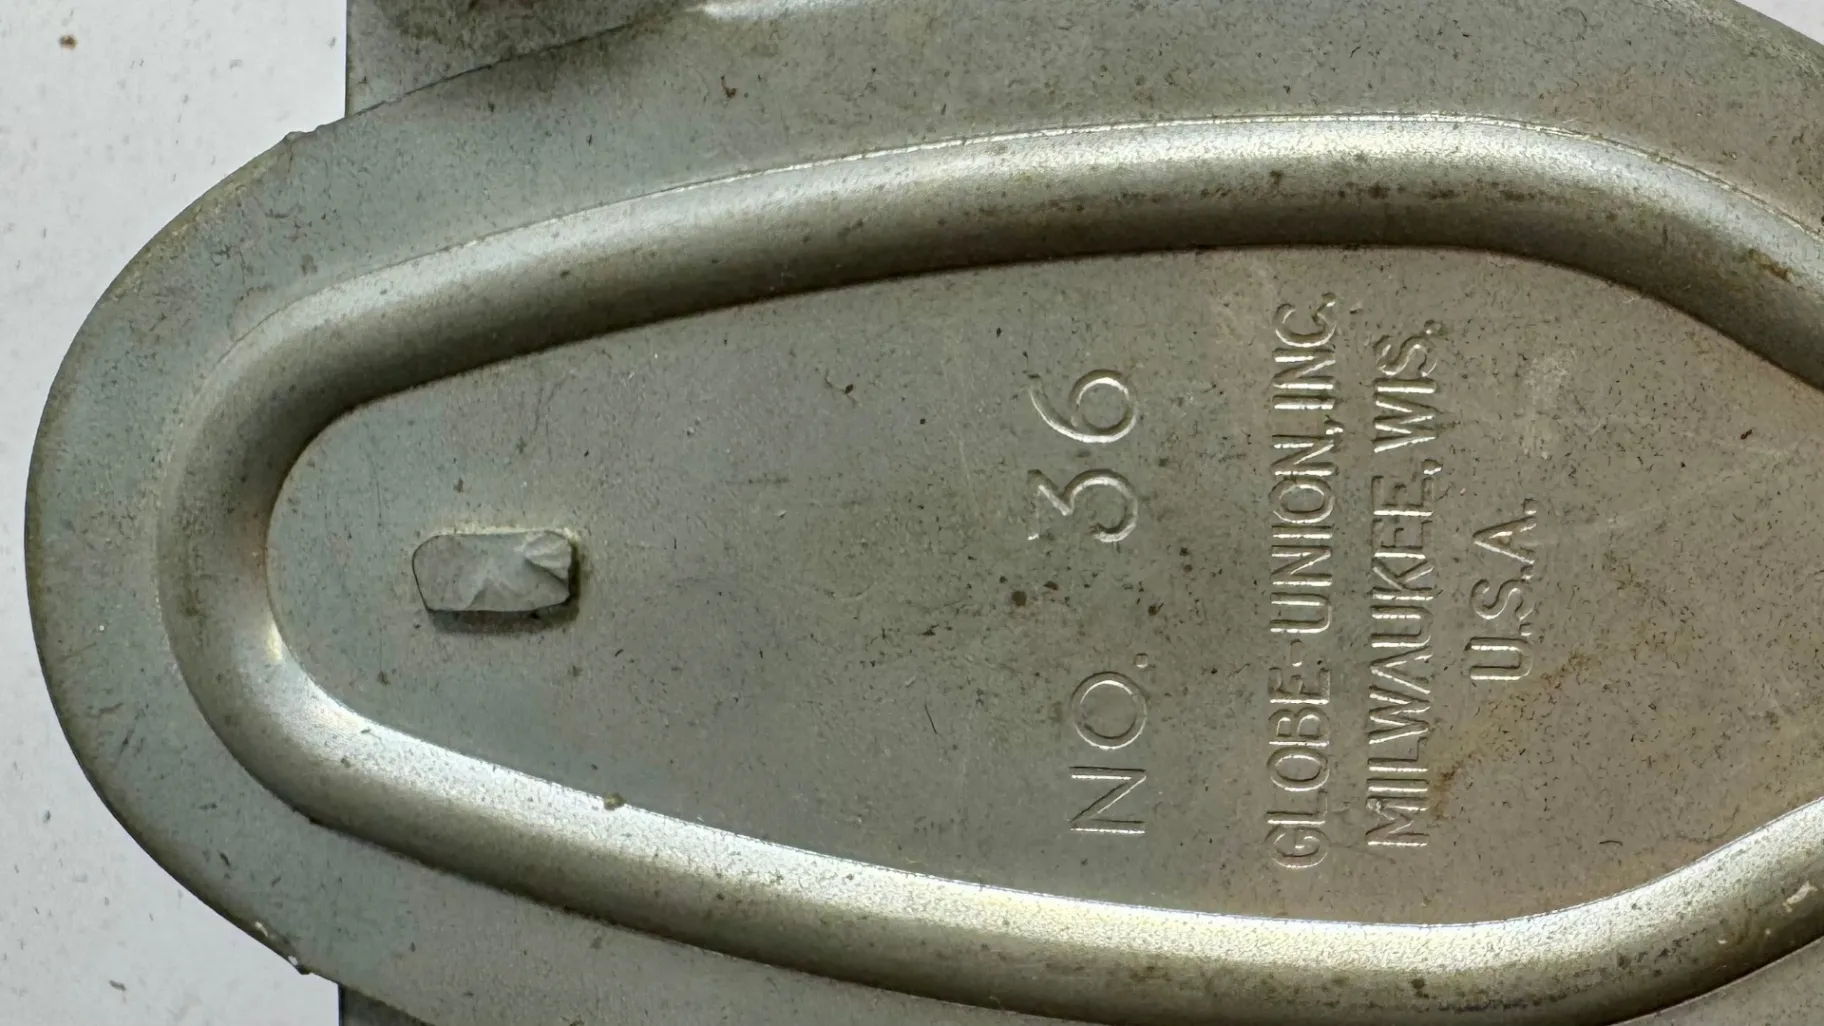 NO. 36
GLOBE-UNION, INC.
MILWAUKEE, WIS.
U.S.A.